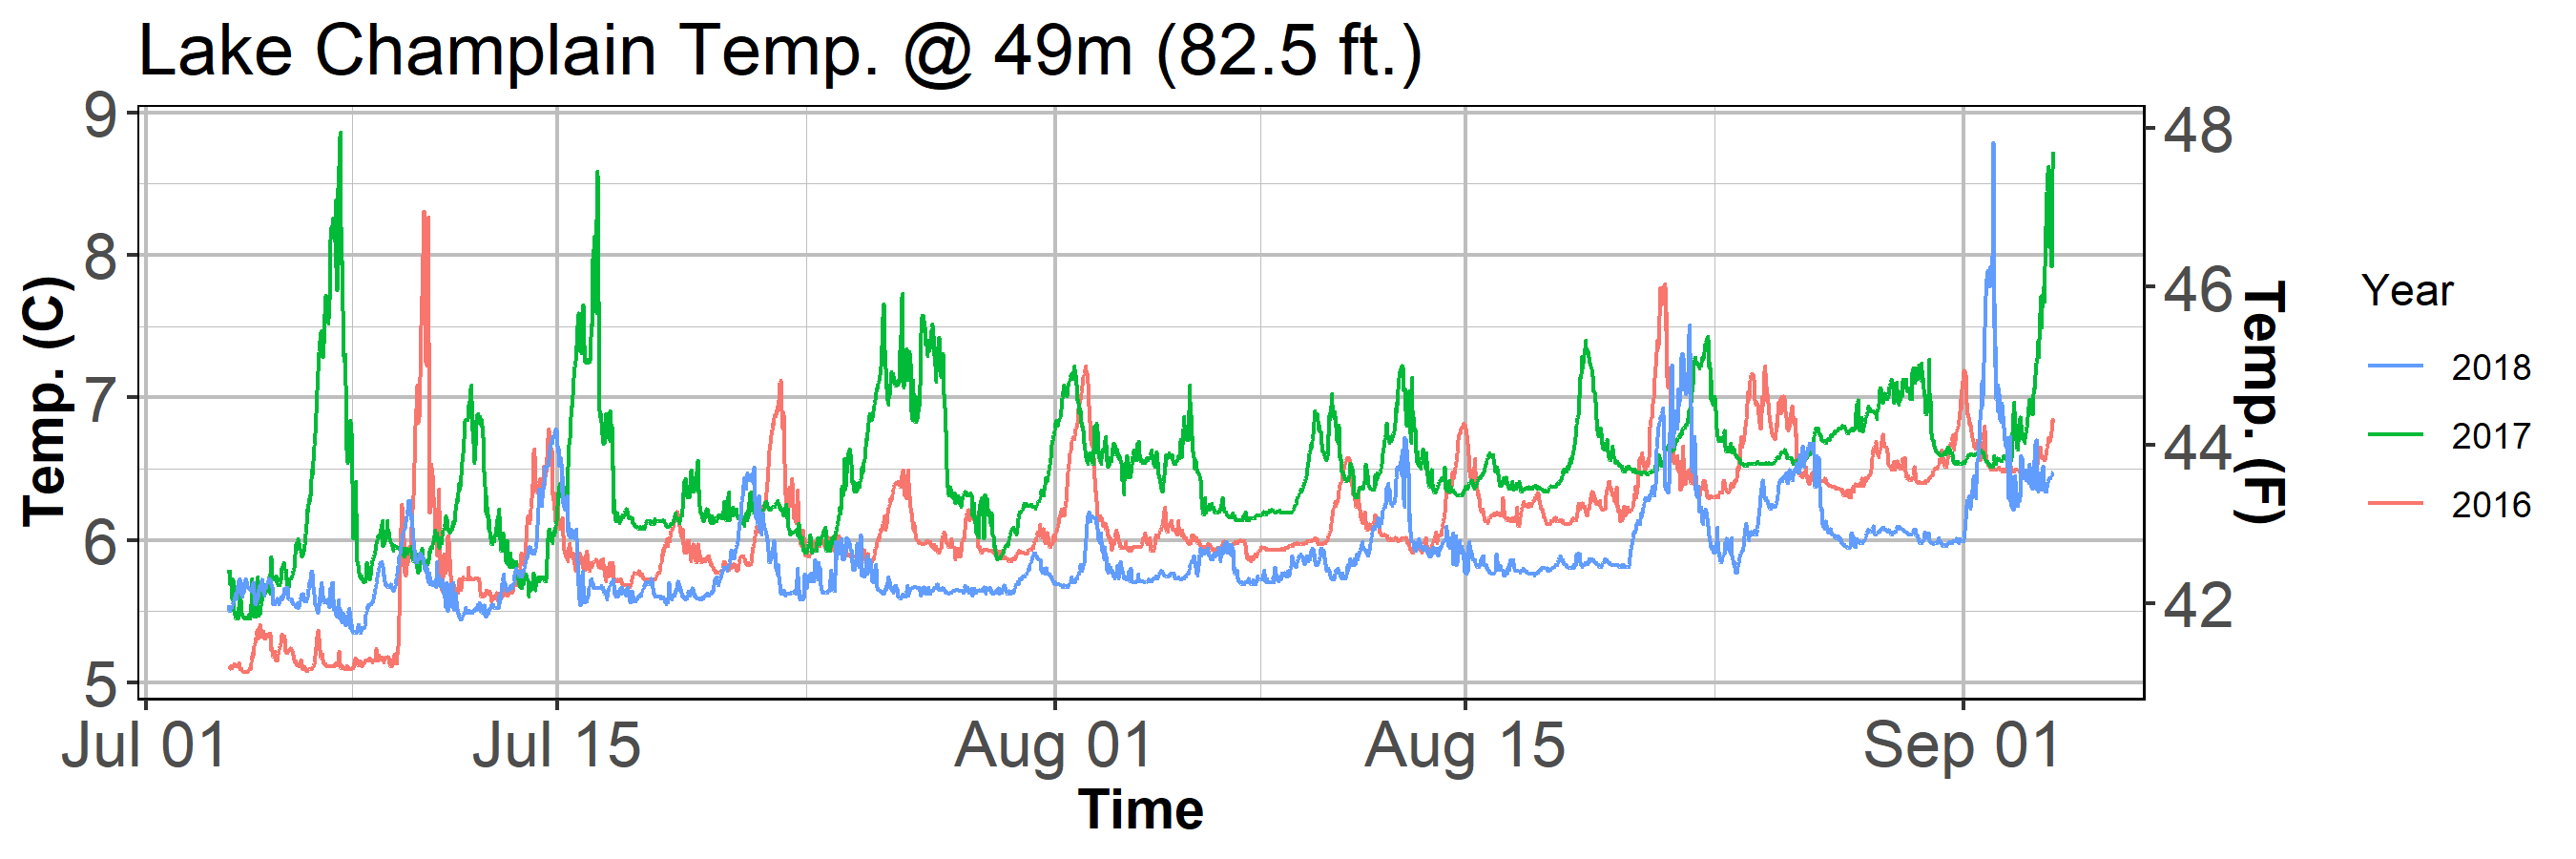 Lake Champlain Temp. @ 49m (82.5 ft.)
9
8
7
6
5
Temp. (C)
48
46
44
42
Temp. (F)
Jul 01
Jul 15
Aug 01
Aug 15
Sep 01
Time
Year
2018
2017
2016